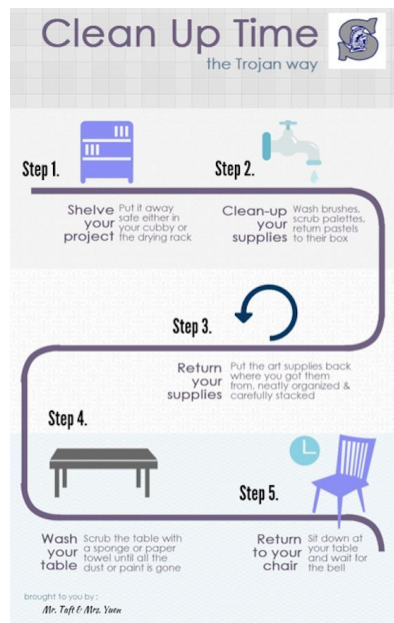 Clean Up Time
the Trojan way
S
Step 1.
Shelve your project
Put it away
safe either in
your cubby or
the drying rack
Step 2.
Clean-up your supplies
Wash brushes,
scrub palettes,
return pastels
to their box
Step 3.
Return your supplies
Put the art supplies back
where you got them
from, neatly organized &
carefully stacked
Step 4.
Wash your table
Scrub the table with
a sponge or paper
towel until all the
dust or paint is gone
Step 5.
Return to your chair
Sit down at
your table
and wait for
the bell
brought to you by :
Mr. Taft & Mrs. Yuen